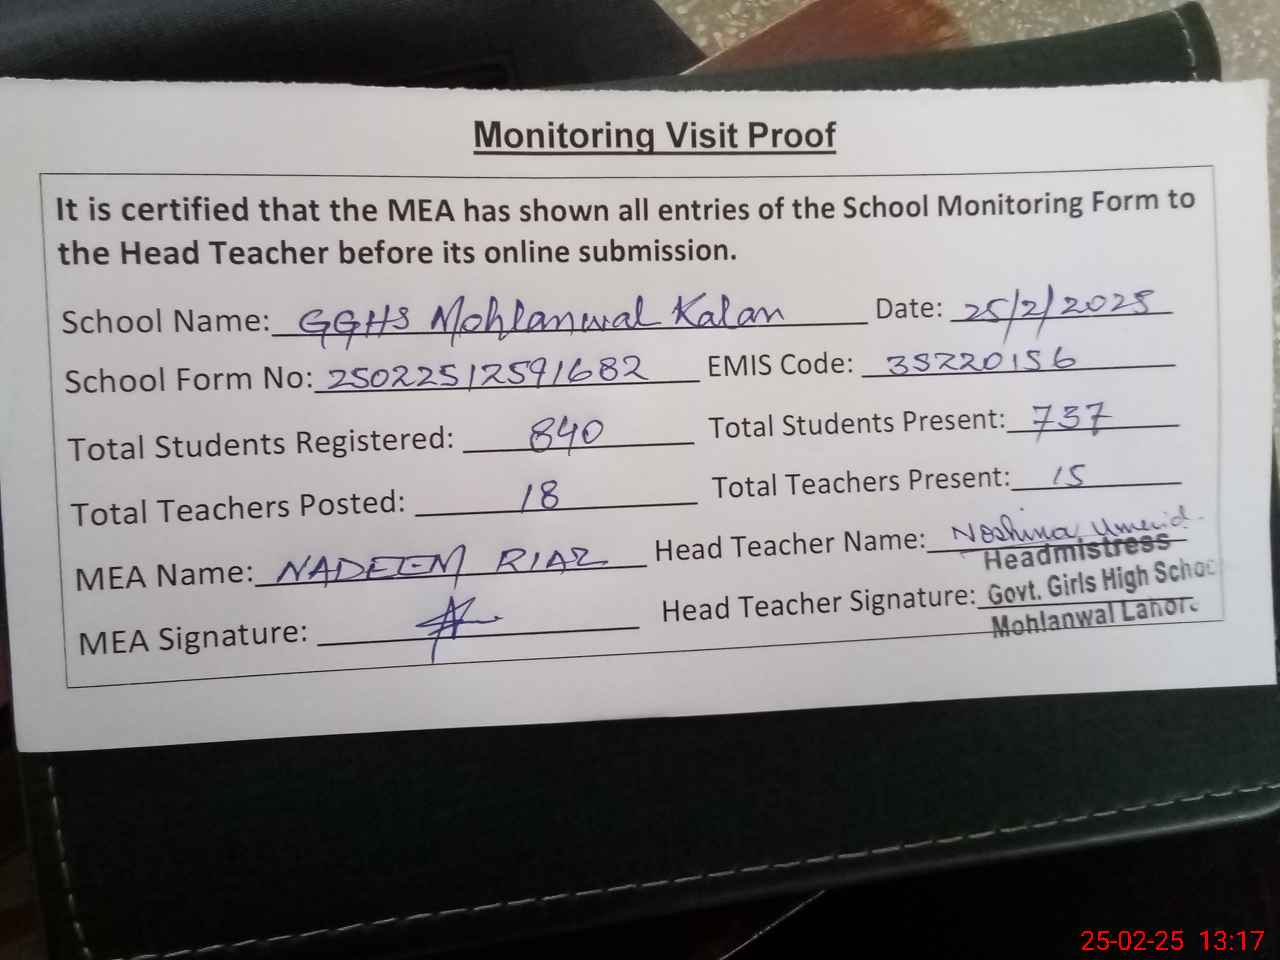 Monitoring Visit Proof
It is certified that the MEA has shown all entries of the School Monitoring Form to
the Head Teacher before its online submission.
School Name: GGHS Mohlanwal Kalan Date: 25/2/2025
School Form No: 25022512591682 EMIS Code: 35220156
Total Students Registered: 840 Total Students Present: 737
Total Teachers Posted: 18 Total Teachers Present: 15
MEA Name: NADEEM RIAZ Head Teacher Name: Noshina Umerid
Headmistress
MEA Signature: Head Teacher Signature: Govt. Girls High School
Mohlanwal Lahore
25-02-25 13:17